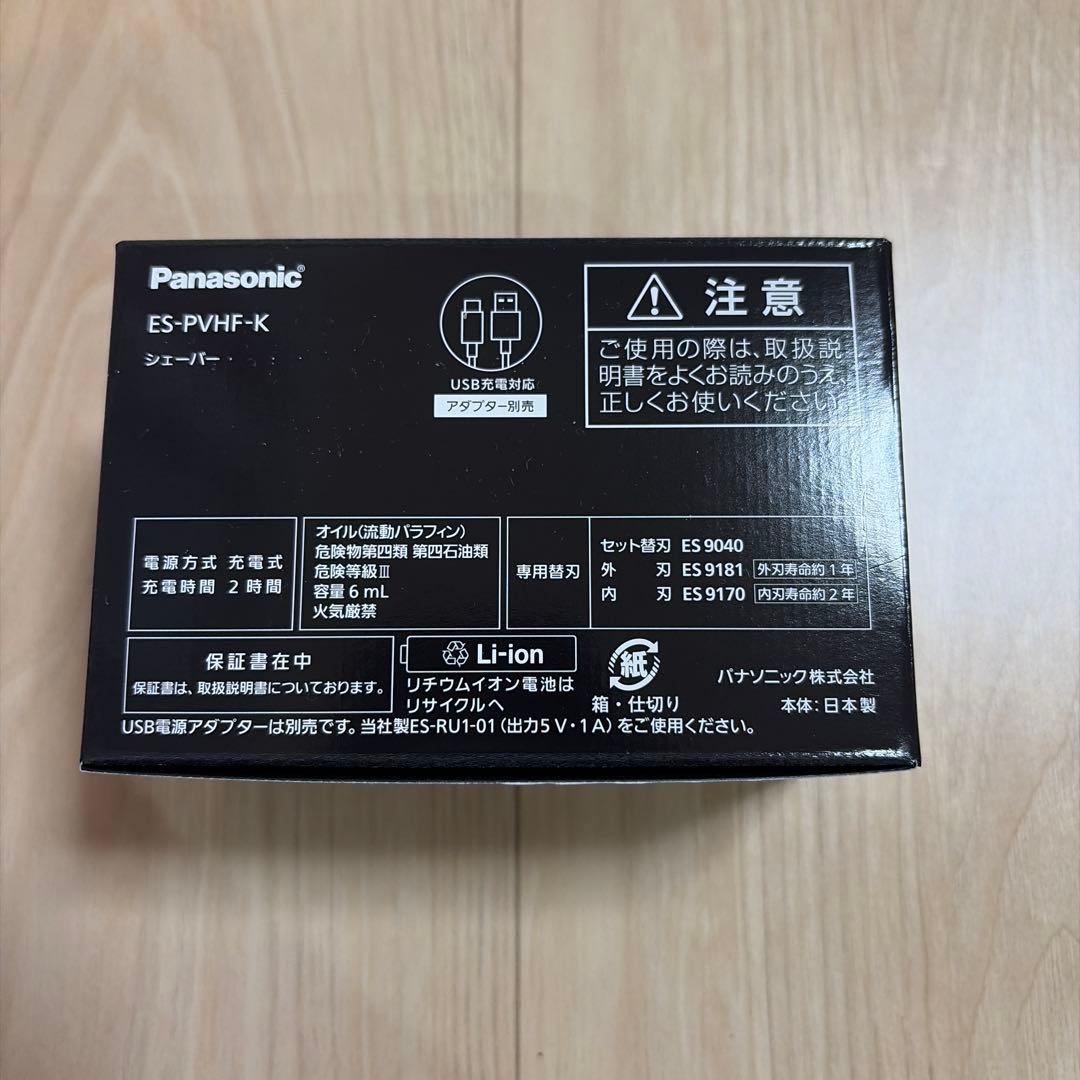 Panasonic®
ES-PVHF-K
シェーバー
USB充電対応
アダプター別売
注意
ご使用の際は、取扱説
明書をよくお読みのうえ、
正しくお使いください。
電源方式 充電式
充電時間 2時間
オイル(流動パラフィン)
危険物第四類 第四石油類
危険等級Ⅲ
容量6mL
火気厳禁
専用替刃
セット替刃 ES9040
外刃 ES9181 外刃寿命約1年
内刃 ES9170 内刃寿命約2年
保証書在中
保証書は、取扱説明書についております。
Li-ion
リチウムイオン電池は
リサイクルへ
紙
箱・仕切り
パナソニック株式会社
本体:日本製
USB電源アダプターは別売です。当社製ES-RU1-01(出力5V・1A)をご使用ください。